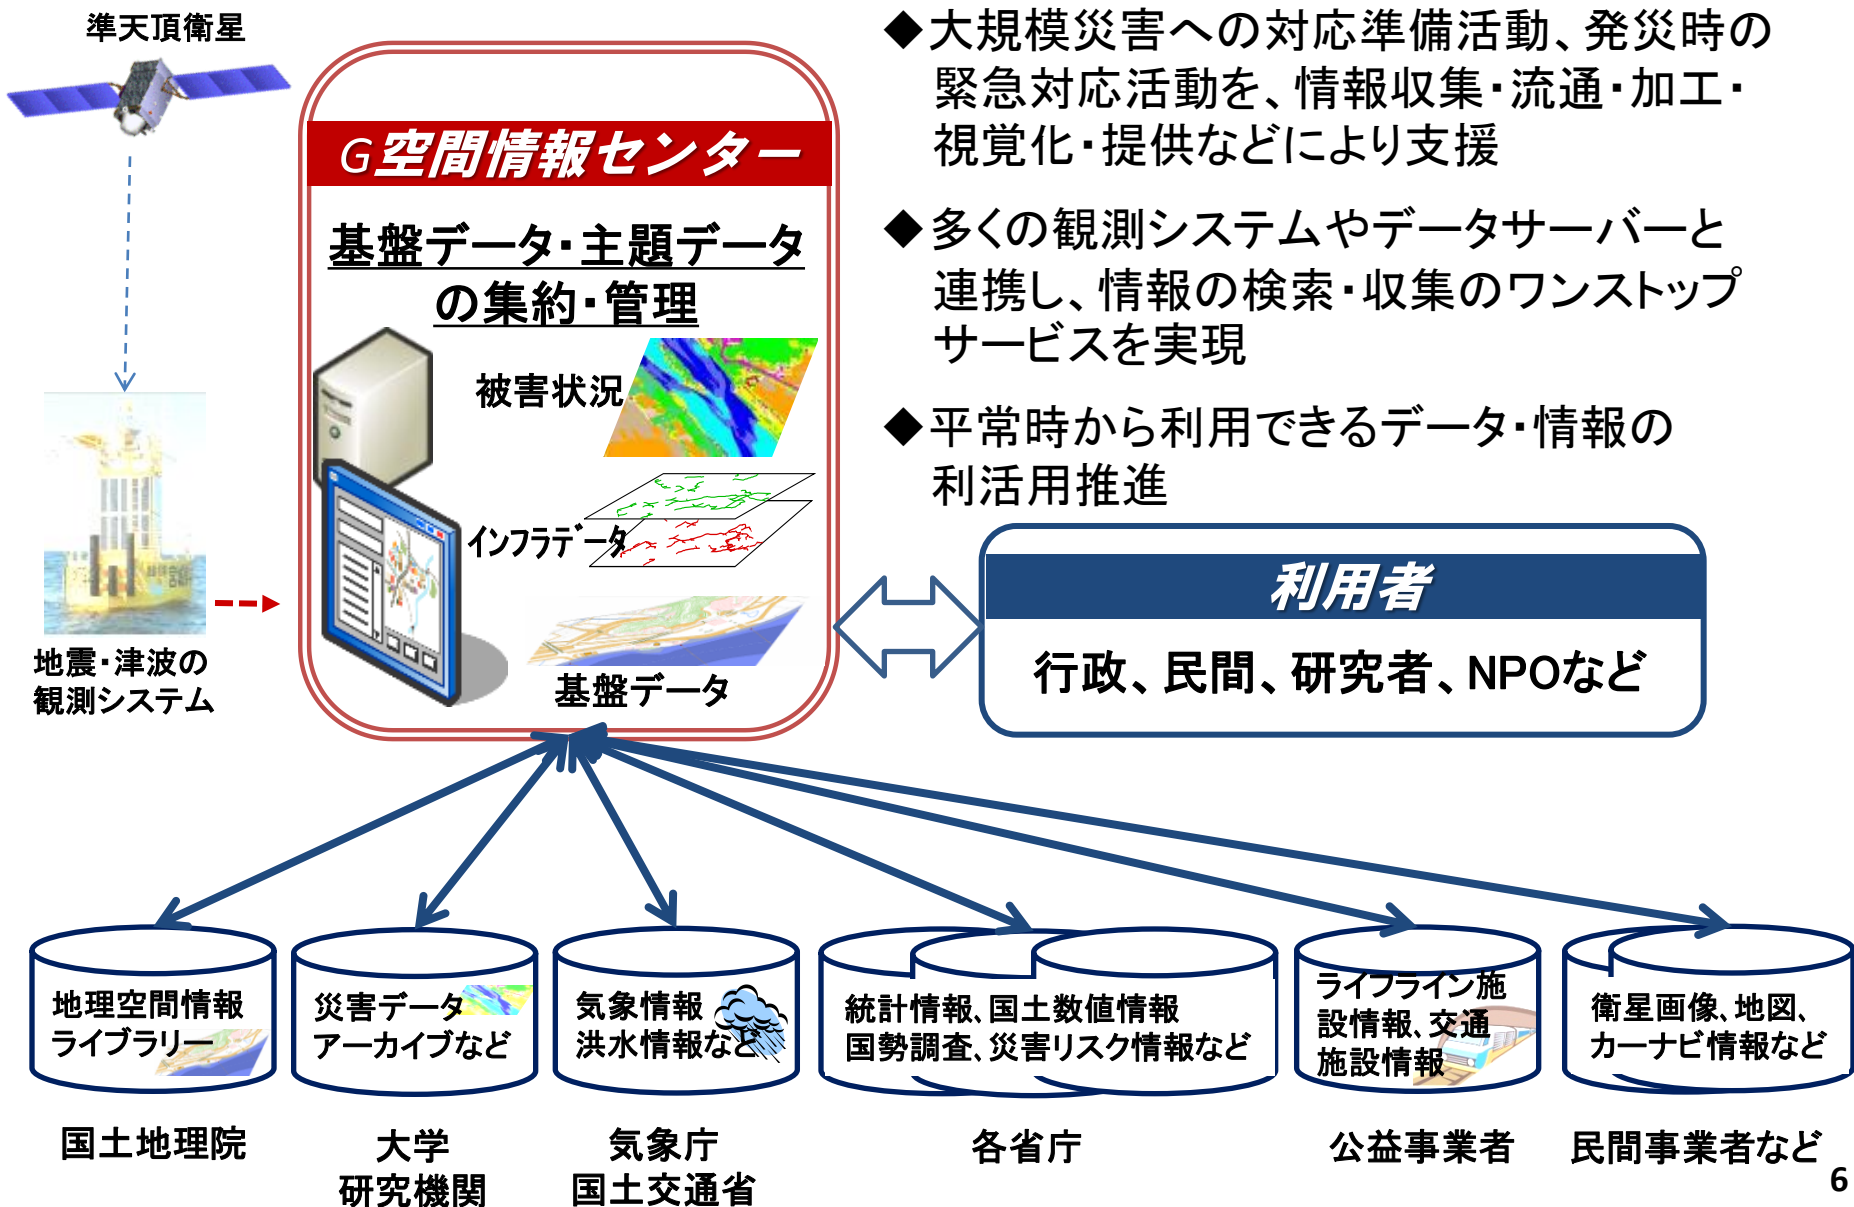 準天頂衛星
G空間情報センター
基盤データ・主題データ
の集約・管理
被害状況
インフラデータ
基盤データ
地震・津波の
観測システム
◆大規模災害への対応準備活動、発災時の
緊急対応活動を、情報収集・流通・加工・
視覚化・提供などにより支援
◆多くの観測システムやデータサーバーと
連携し、情報の検索・収集のワンストップ
サービスを実現
◆平常時から利用できるデータ・情報の
利活用推進
利用者
行政、民間、研究者、NPOなど
地理空間情報
ライブラリー
国土地理院
災害データ
アーカイブなど
大学
研究機関
気象情報
洪水情報など
気象庁
国土交通省
統計情報、国土数値情報
国勢調査、災害リスク情報など
各省庁
ライフライン施
設情報、交通
施設情報
公益事業者
衛星画像、地図、
カーナビ情報など
民間事業者など
6